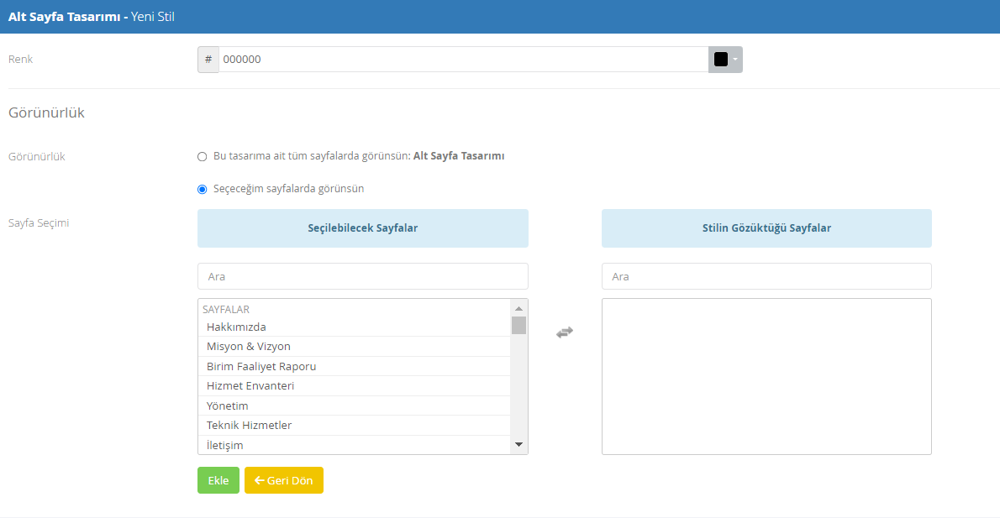 Alt Sayfa Tasarımı - Yeni Stil
Renk
# 000000
Görünürlük
Görünürlük
Bu tasarıma ait tüm sayfalarda görünsün: Alt Sayfa Tasarımı
Seçeceğim sayfalarda görünsün
Sayfa Seçimi
Seçilebilecek Sayfalar
Stilin Gözüktüğü Sayfalar
Ara
Ara
SAYFALAR
Hakkımızda
Misyon & Vizyon
Birim Faaliyet Raporu
Hizmet Envanteri
Yönetim
Teknik Hizmetler
İletişim
Ekle
Geri Dön